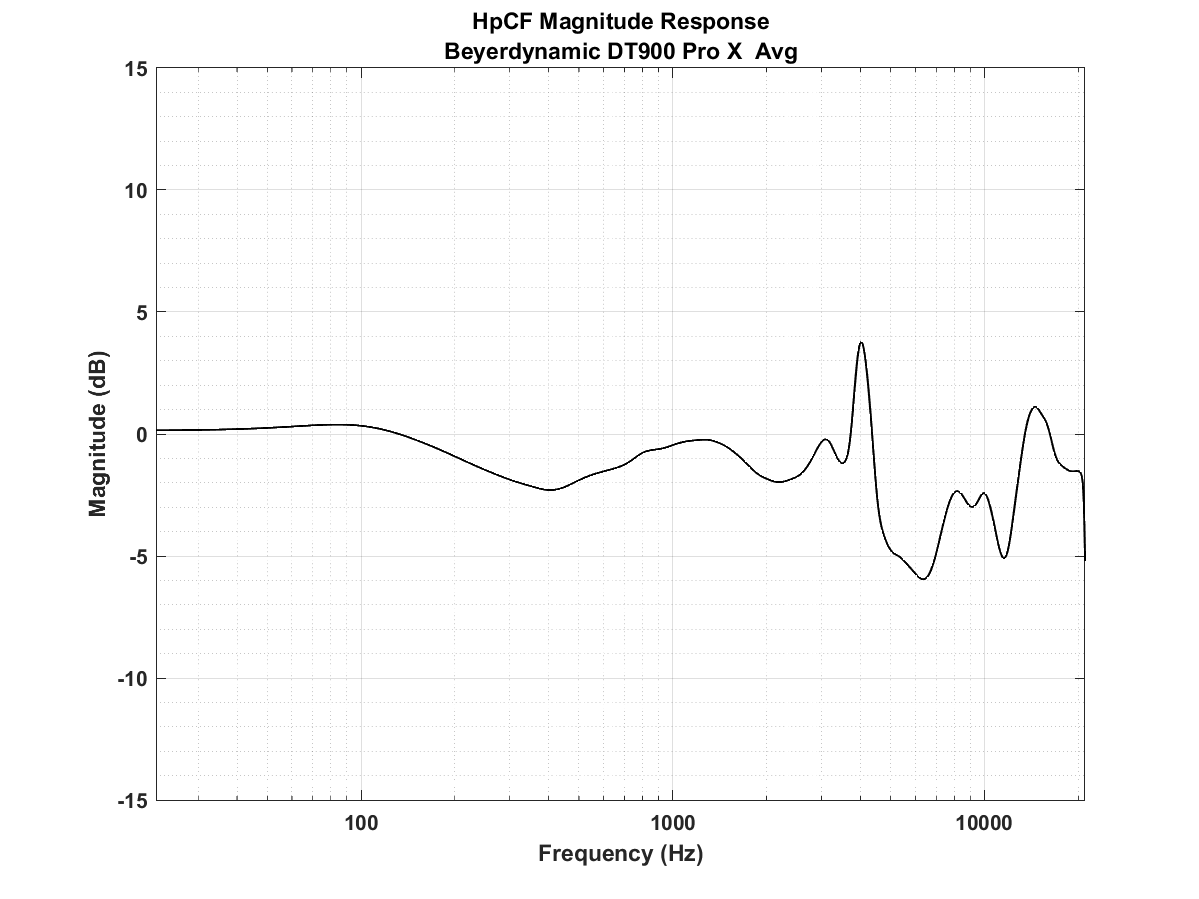 HpCF Magnitude Response
Beyerdynamic DT900 Pro X  Avg
15
10
5
0
-5
-10
-15
Magnitude (dB)
100
1000
10000
Frequency (Hz)